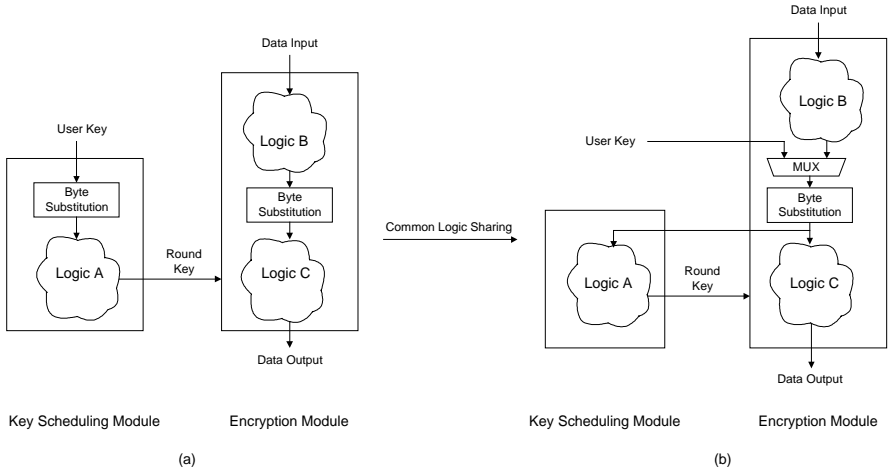 Data Input
Logic B
User Key
Byte
Substitution
Byte
Substitution
Logic A
Round
Key
Logic C
Data Output
Key Scheduling Module
Encryption Module
(a)
Common Logic Sharing
Data Input
Logic B
User Key
MUX
Byte
Substitution
Logic A
Round
Key
Logic C
Data Output
Key Scheduling Module
Encryption Module
(b)